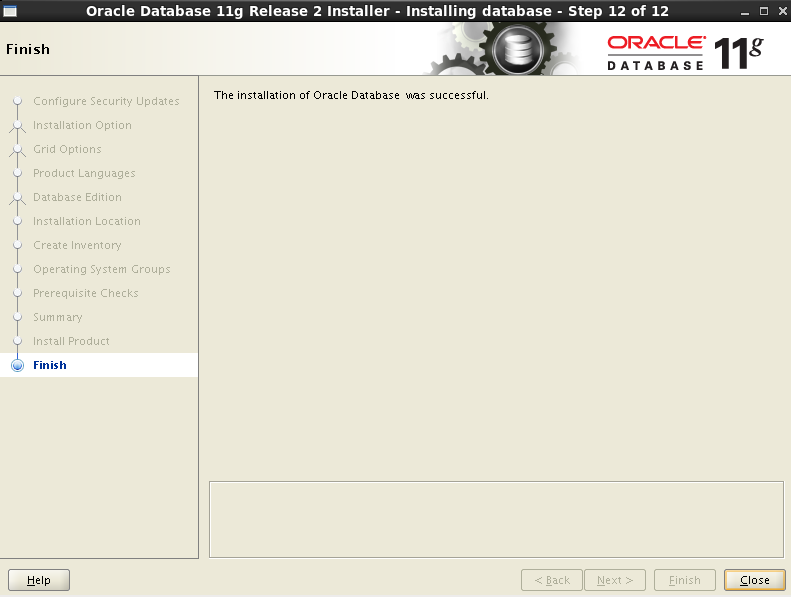 Oracle Database 11g Release 2 Installer - Installing database - Step 12 of 12
Finish
ORACLE®
DATABASE
11g
Configure Security Updates
Installation Option
Grid Options
Product Languages
Database Edition
Installation Location
Create Inventory
Operating System Groups
Prerequisite Checks
Summary
Install Product
Finish
The installation of Oracle Database  was successful.
Help
< Back
Next >
Finish
Close